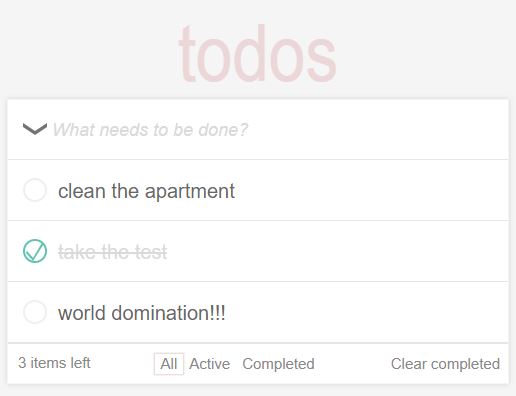 todos
What needs to be done?
clean the apartment
take the test
world domination!!!
3 items left All Active Completed Clear completed